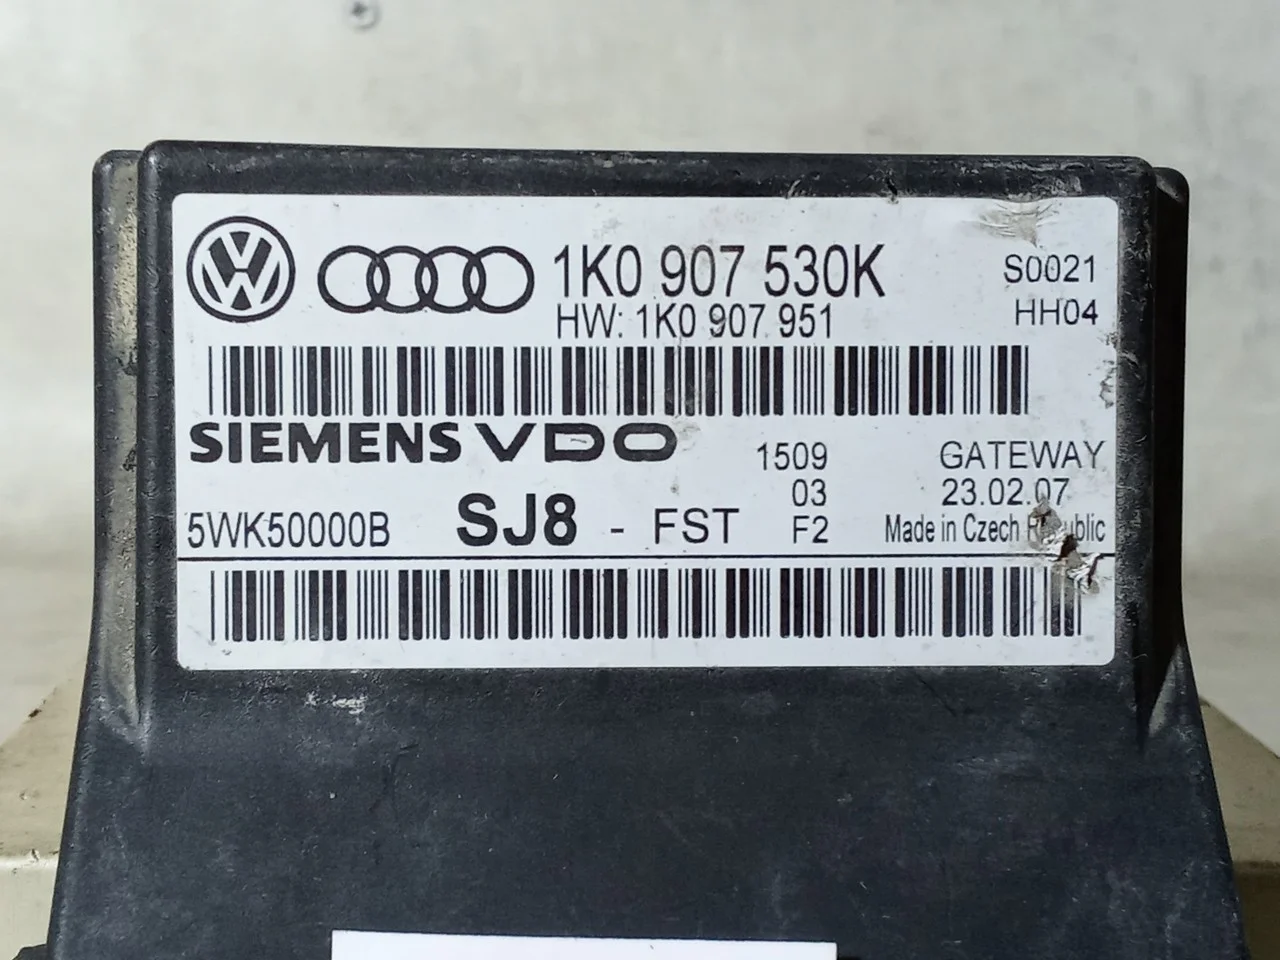 1K0 907 530K S0021
HW: 1K0 907 951 HH04
SIEMENS VDO 1509 GATEWAY
03 23.02.07
5WK50000B SJ8 - FST F2 Made in Czech Republic